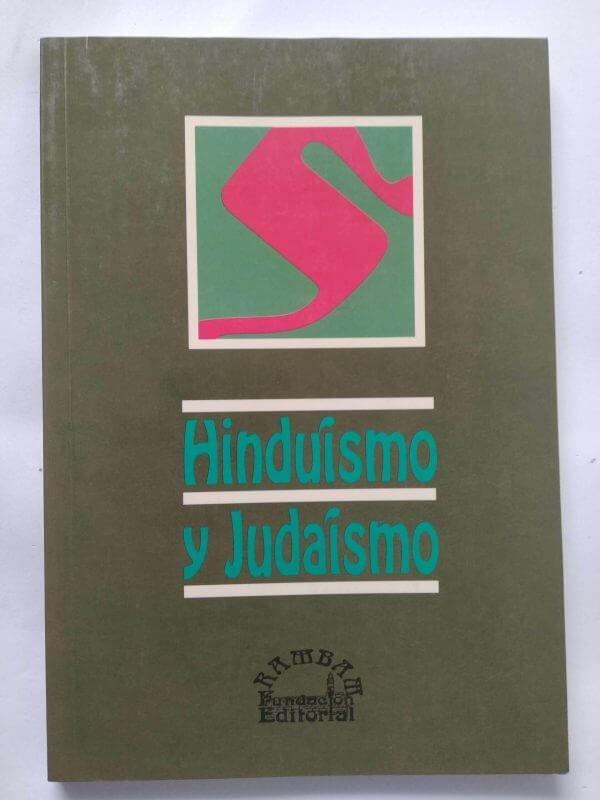 Hinduísmo
y Judaísmo
RAMBAM
Fundación
Editorial